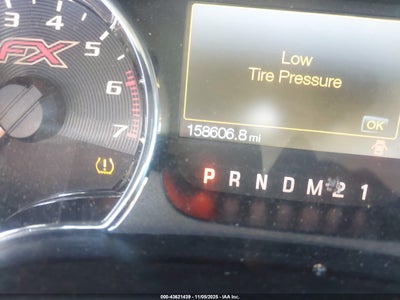 3 4 5 6 7
FX
Low
Tire Pressure
OK
158606.8 mi
P R N D M 2 1
000-43621439 - 11/05/2025 - IAA Inc.